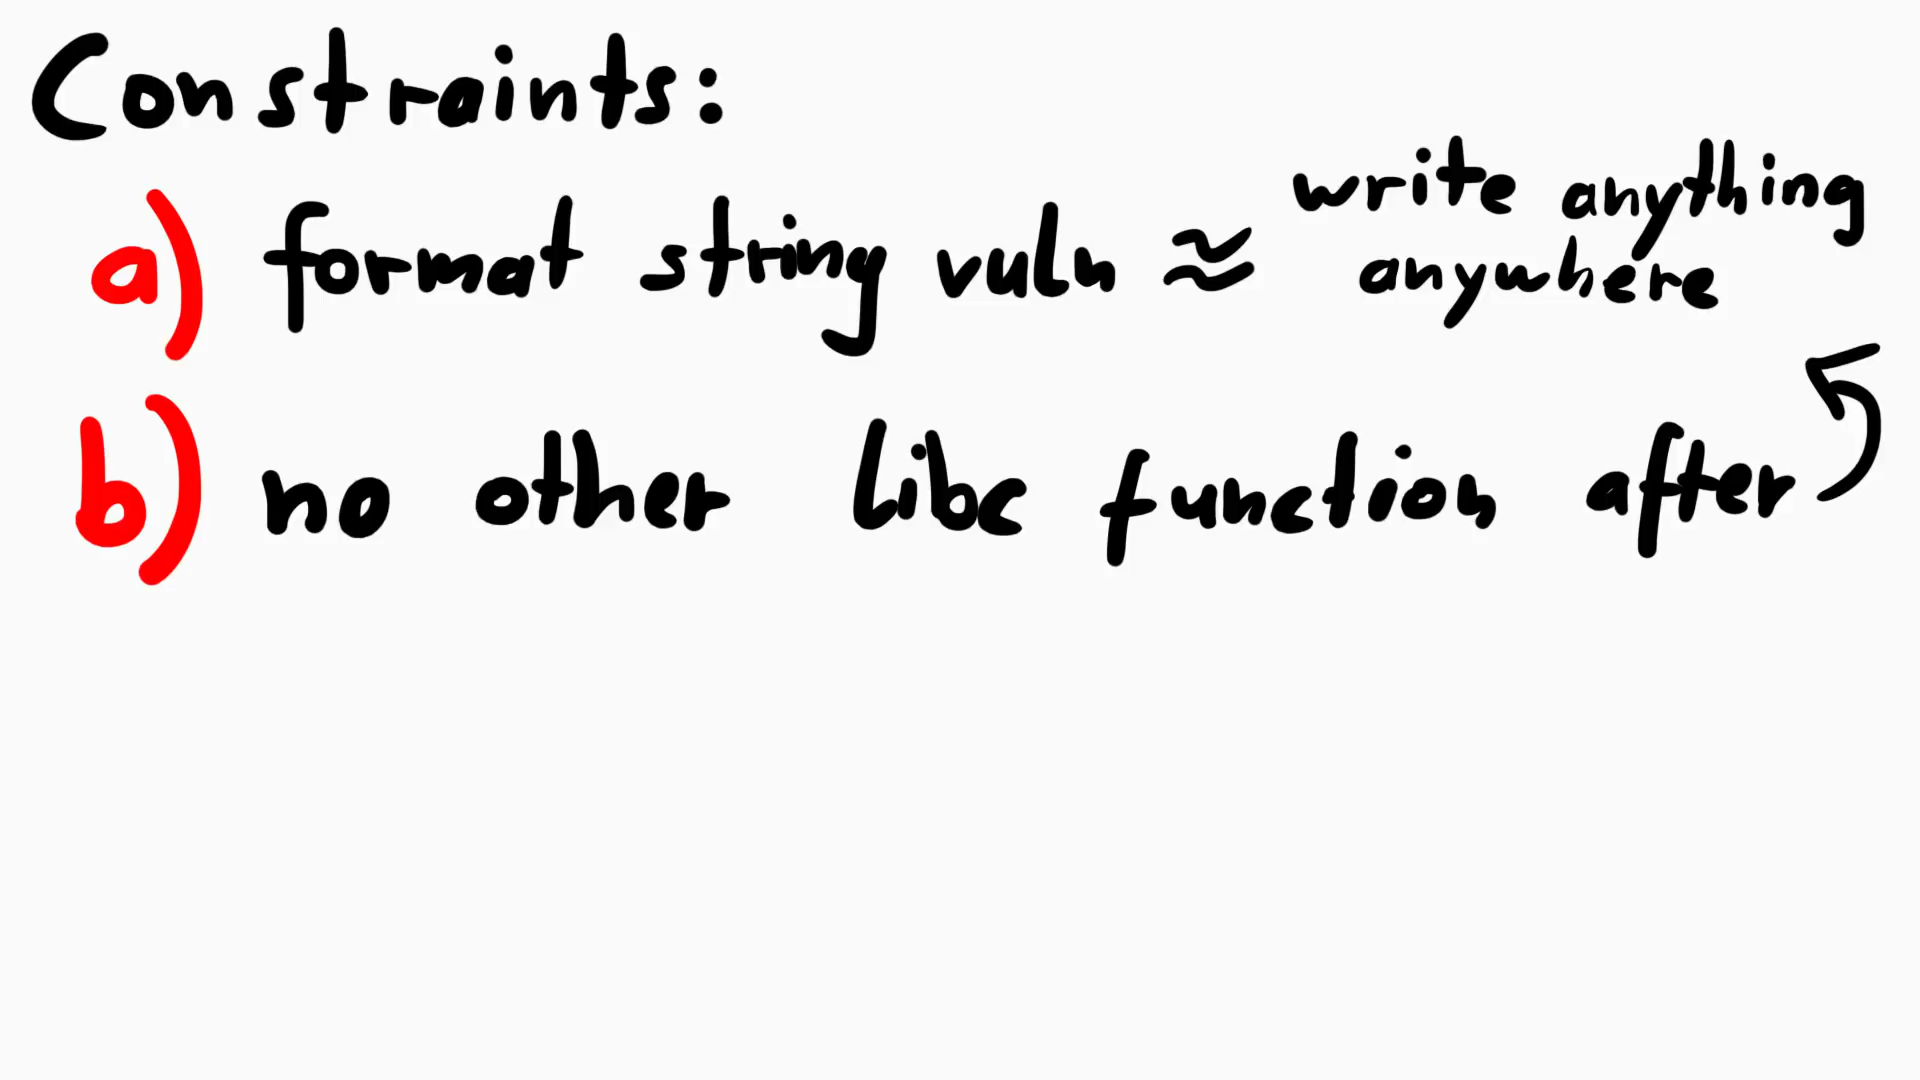 Constraints:
a) format string vuln ≈ write anything
anywhere
b) no other libc function after